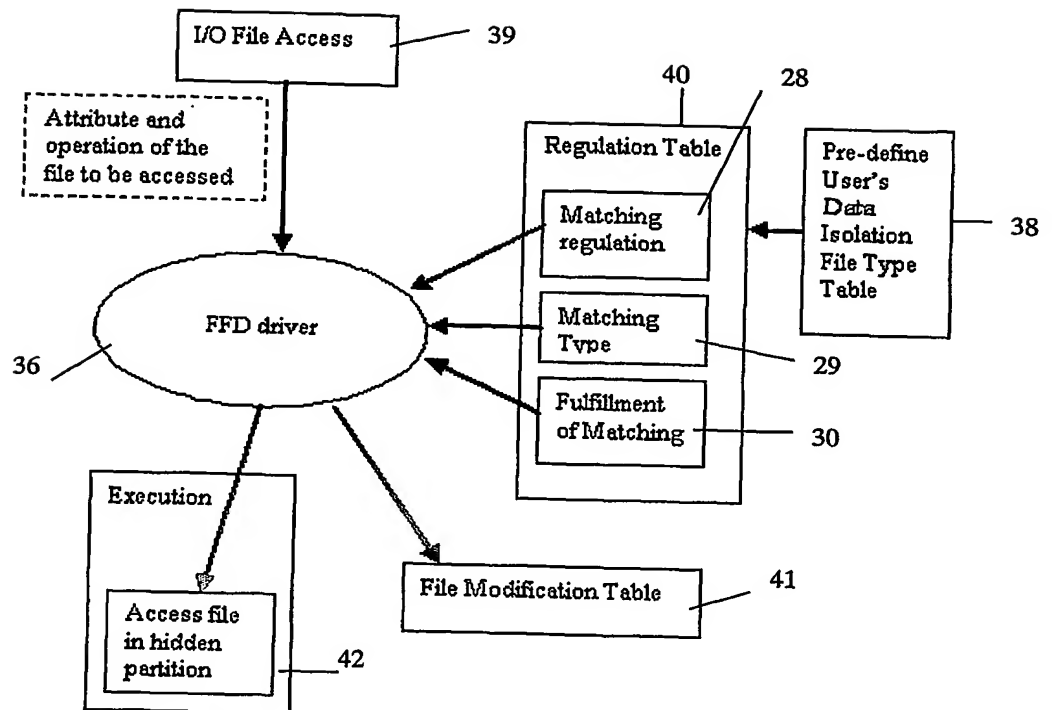 I/O File Access
39
Attribute and
operation of the
file to be accessed
40
28
Regulation Table
Matching
regulation
Pre-define
User's
Data
Isolation
File Type
Table
38
FFD driver
36
Matching
Type
29
Fulfillment
of Matching
30
Execution
File Modification Table
41
Access file
in hidden
partition
42